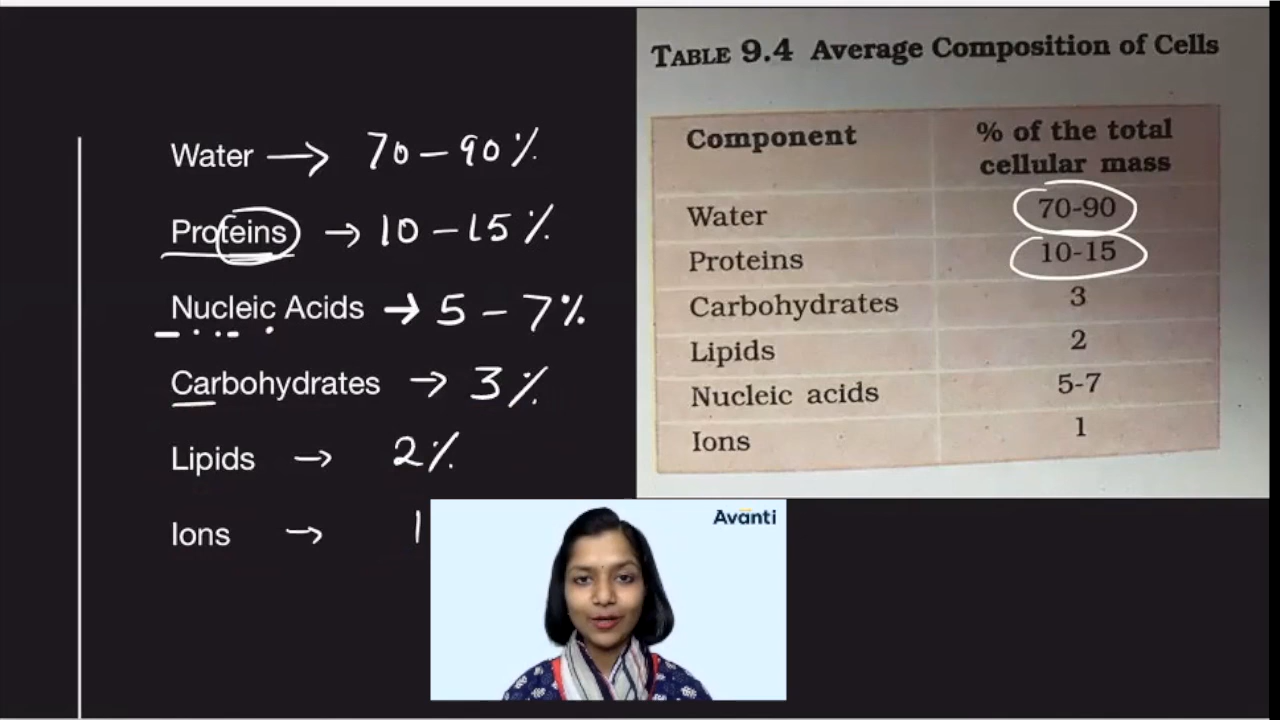 Water → 70-90%
Proteins → 10-15%
Nucleic Acids → 5-7%
Carbohydrates → 3%
Lipids → 2%
Ions → 1
TABLE 9.4 Average Composition of Cells
Component % of the total
cellular mass
Water 70-90
Proteins 10-15
Carbohydrates 3
Lipids 2
Nucleic acids 5-7
Ions 1
Avanti